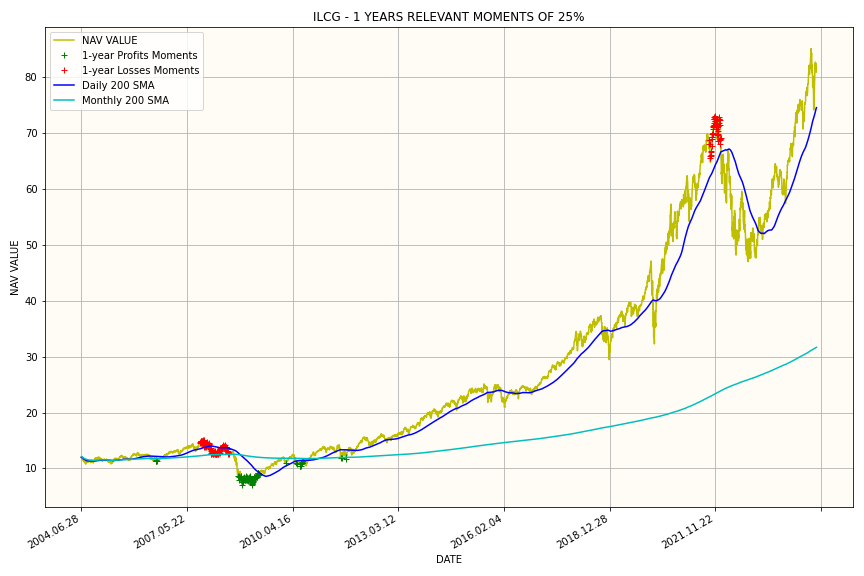 ILCG - 1 YEARS RELEVANT MOMENTS OF 25%
NAV VALUE
1-year Profits Moments
1-year Losses Moments
Daily 200 SMA
Monthly 200 SMA
NAV VALUE
80
70
60
50
40
30
20
10
2004.06.28
2007.05.22
2010.04.16
2013.03.12
2016.02.04
2018.12.28
2021.11.22
DATE